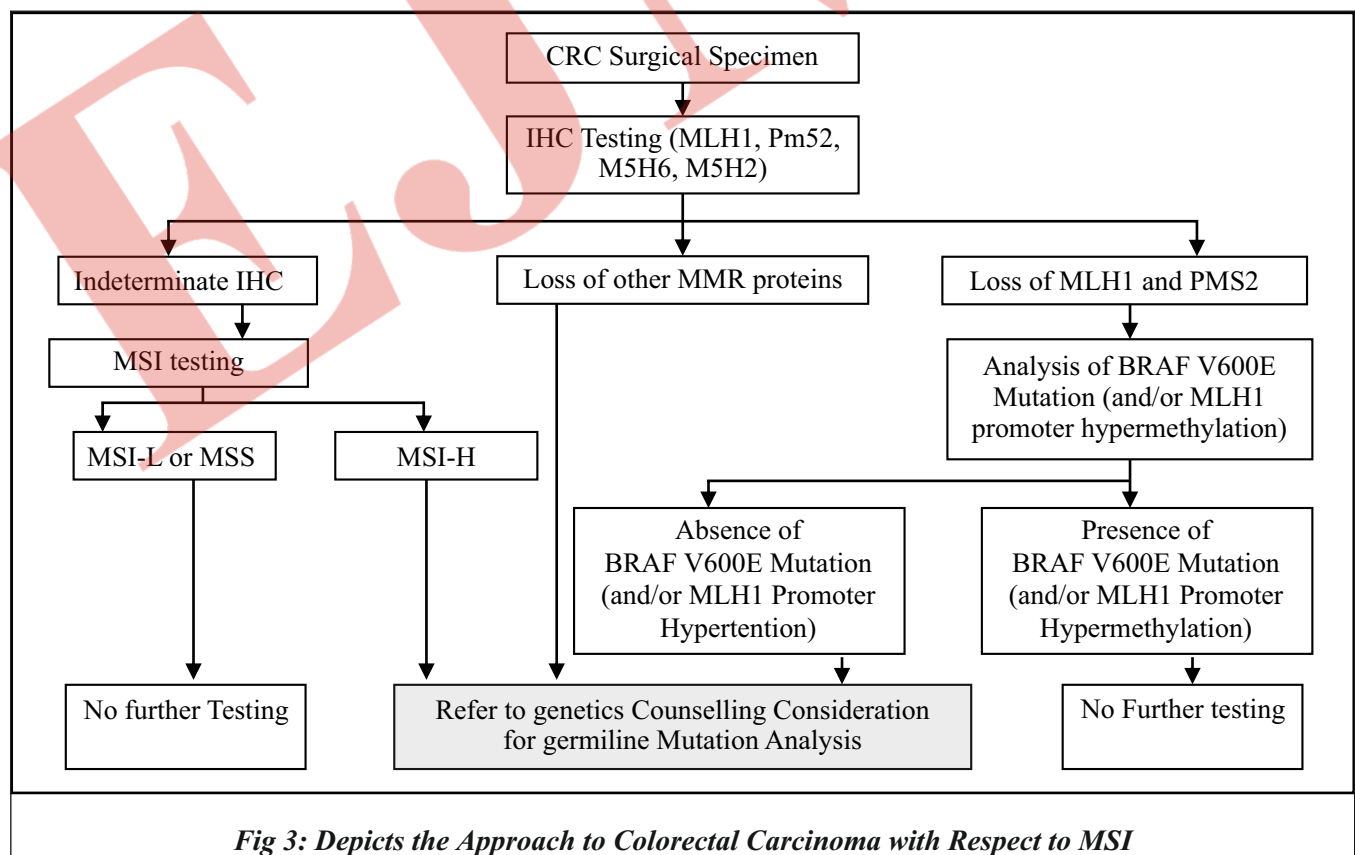 CRC Surgical Specimen
IHC Testing (MLH1, Pm52,
M5H6, M5H2)
Indeterminate IHC
Loss of other MMR proteins
Loss of MLH1 and PMS2
MSI testing
Analysis of BRAF V600E
Mutation (and/or MLH1
promoter hypermethylation)
MSI-L or MSS
MSI-H
Absence of
BRAF V600E Mutation
(and/or MLH1 Promoter
Hypertention)
Presence of
BRAF V600E Mutation
(and/or MLH1 Promoter
Hypermethylation)
No further Testing
Refer to genetics Counselling Consideration
for germiline Mutation Analysis
No Further testing
Fig 3: Depicts the Approach to Colorectal Carcinoma with Respect to MSI